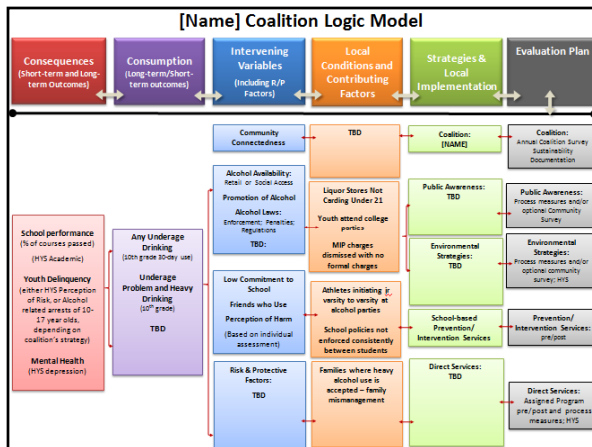 [Name] Coalition Logic Model
Consequences
(Short-term and Long-
term Outcomes)
Consumption
(Long-term/Short-
term outcomes)
Intervening
Variables
(Including R/P
Factors)
Local
Conditions and
Contributing
Factors
Strategies &
Local
Implementation
Evaluation Plan
School performance
(% of courses passed)
(HYS Academic)
Youth Delinquency
(either HYS Perception
of Risk, or Alcohol
related arrests of 10-
17 year olds,
depending on
coalition's strategy)
Mental Health
(HYS depression)
Any Underage
Drinking
(10th grade 30-day use)
Underage
Problem and Heavy
Drinking
(10th grade)
TBD
Community
Connectedness
Alcohol Availability:
Retail or Social Access
Promotion of Alcohol
Alcohol Laws:
Enforcement; Penalties;
Regulations
TBD:
Low Commitment to
School
Friends who Use
Perception of Harm
(Based on individual
assessment)
Risk & Protective
Factors:
TBD
TBD
Liquor Stores Not
Carding Under 21
Youth attend college
parties
MIP charges
dismissed with no
formal charges
Athletes initiating jr
varsity to varsity at
alcohol parties
School policies not
enforced consistently
between students
Families where heavy
alcohol use is
accepted – family
mismanagement
Coalition:
[NAME]
Public Awareness:
TBD
Environmental
Strategies:
TBD
School-based
Prevention/
Intervention Services
Direct Services:
TBD
Coalition:
Annual Coalition Survey
Sustainability
Documentation
Public Awareness:
Process measures and/or
optional Community
Survey
Environmental
Strategies:
Process measures and/or
optional community
survey; HYS
Prevention/
Intervention Services:
pre/post
Direct Services:
Assigned Program
pre/post and process
measures; HYS